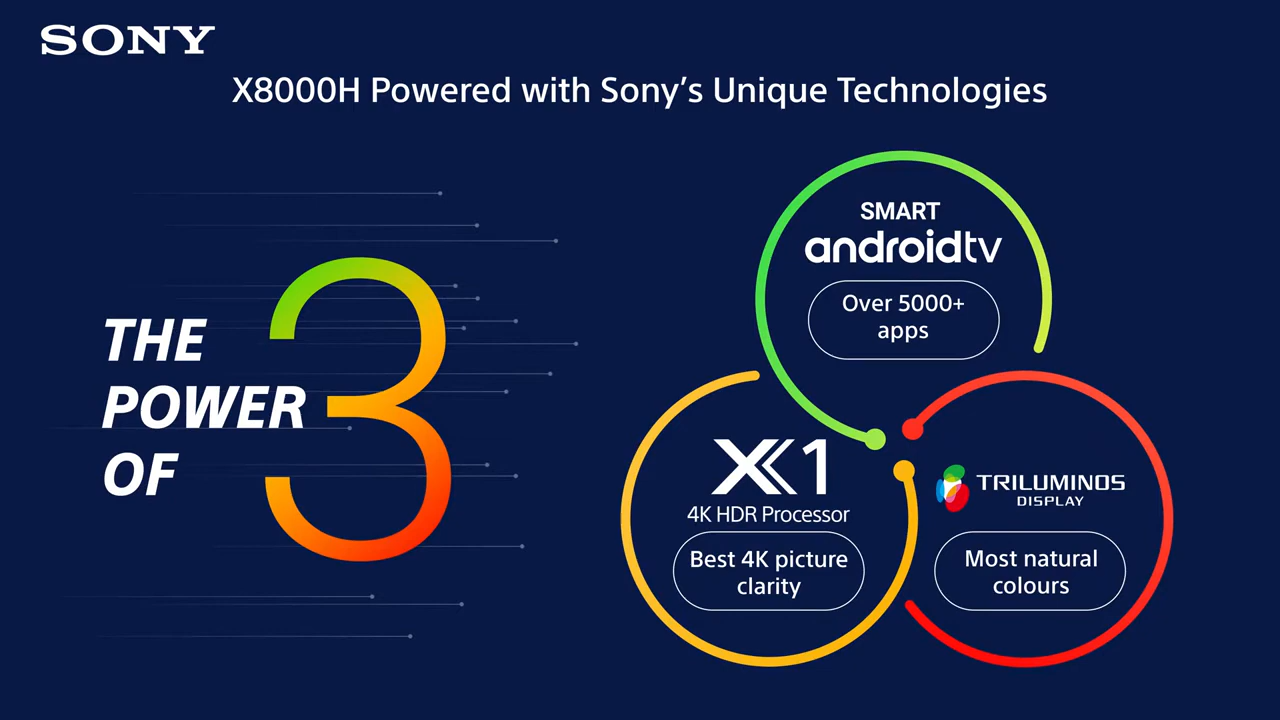 SONY
X8000H Powered with Sony’s Unique Technologies
THE
POWER
OF
3
SMART
androidtv
Over 5000+
apps
X1
4K HDR Processor
Best 4K picture
clarity
TRILUMINOS
DISPLAY
Most natural
colours